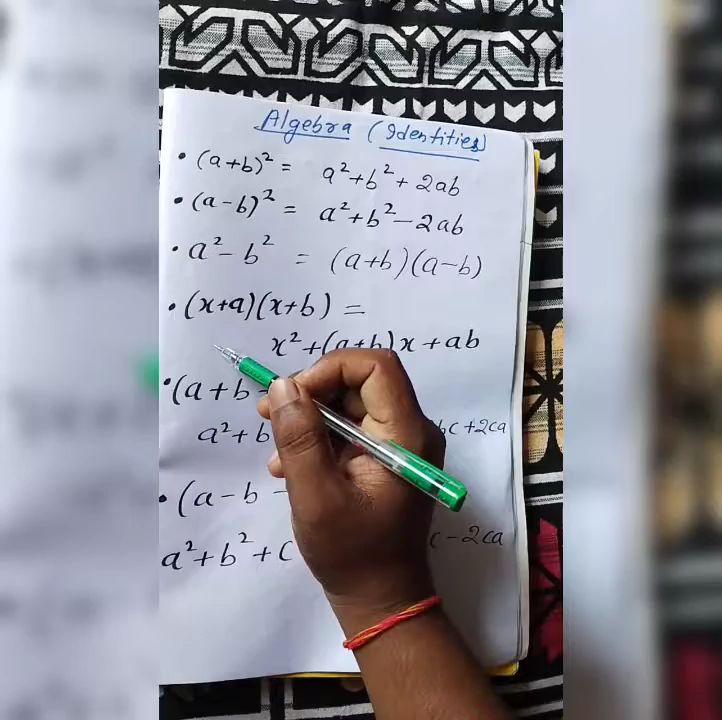 Algebra (Identities)
• (a+b)² = a²+b²+2ab
• (a-b)² = a²+b²-2ab
• a²-b² = (a+b)(a-b)
• (x+a)(x+b) =
x²+(a+b)x+ab
• (a+b
a²+b bc+2ca
• (a-b -
a²+b²+c c-2ca